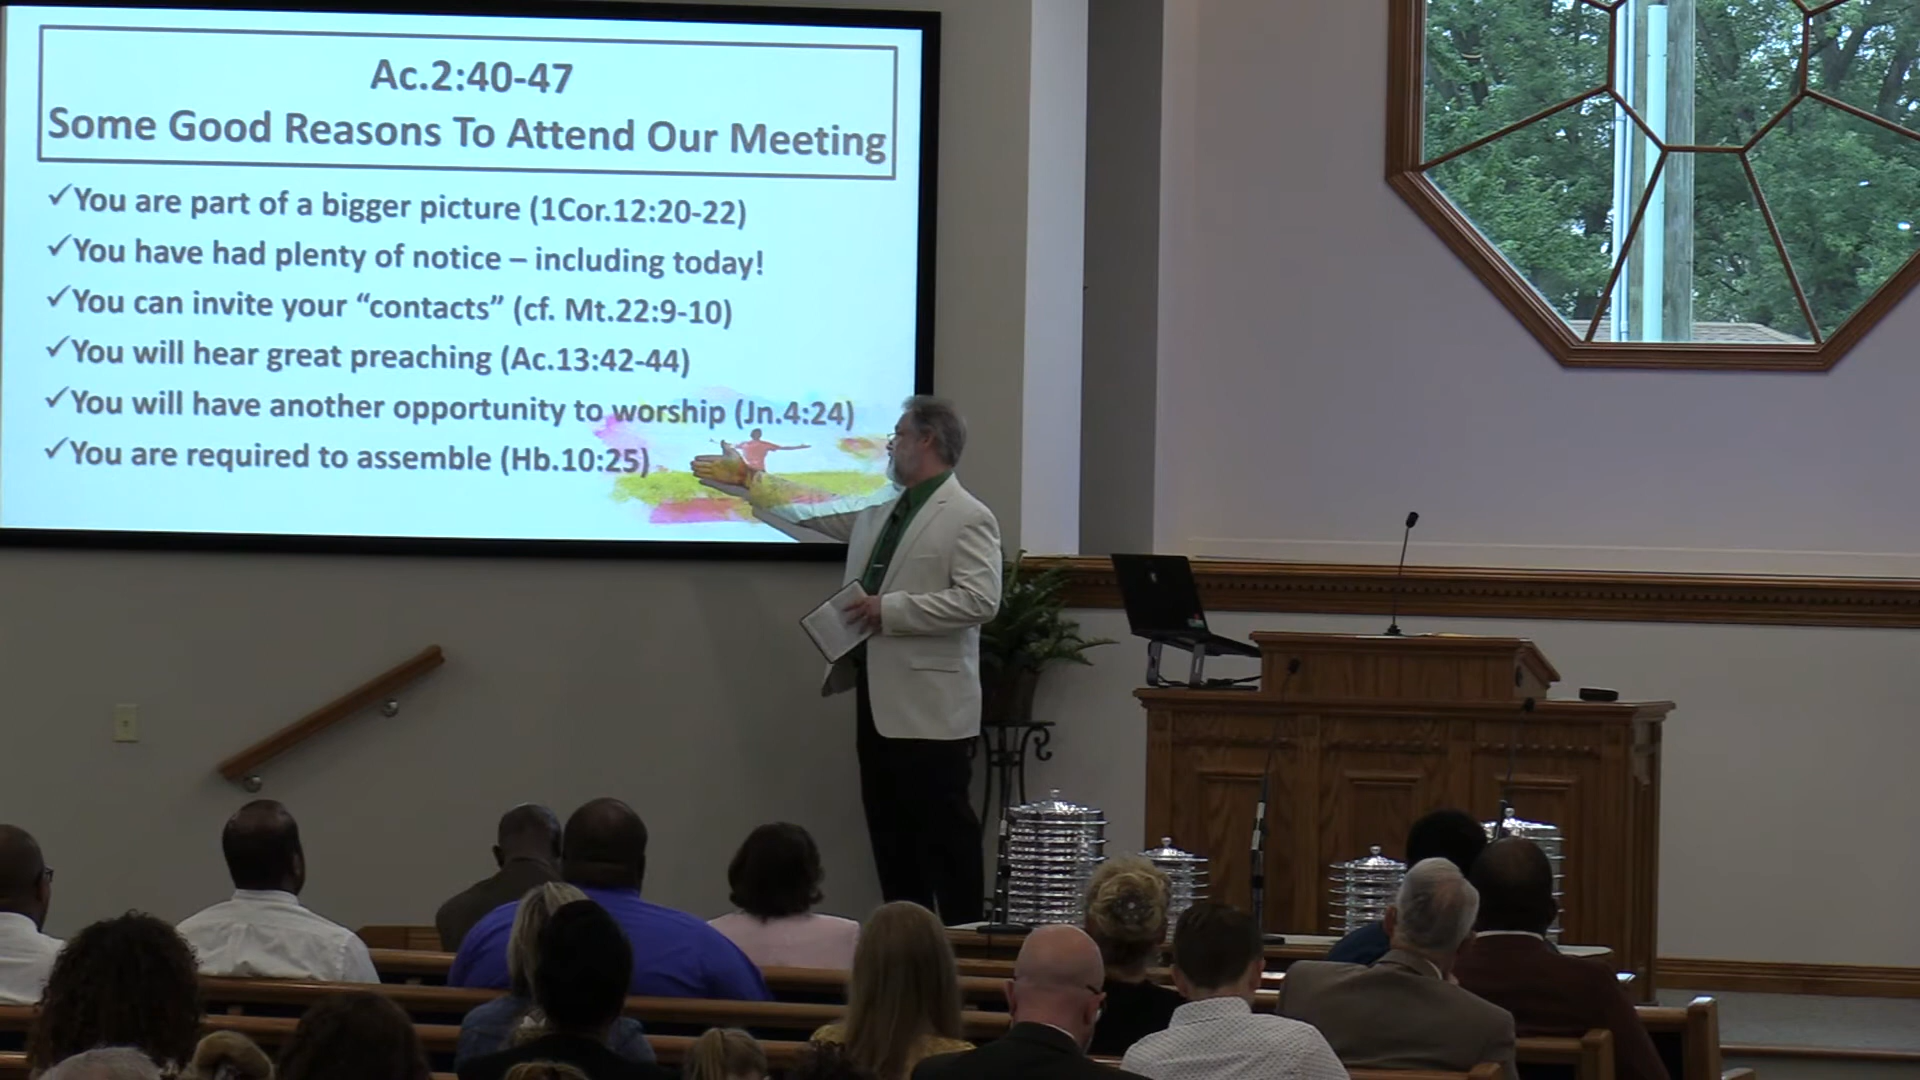 Ac.2:40-47
Some Good Reasons To Attend Our Meeting
✓You are part of a bigger picture (1Cor.12:20-22)
✓You have had plenty of notice – including today!
✓You can invite your “contacts” (cf. Mt.22:9-10)
✓You will hear great preaching (Ac.13:42-44)
✓You will have another opportunity to worship (Jn.4:24)
✓You are required to assemble (Hb.10:25)